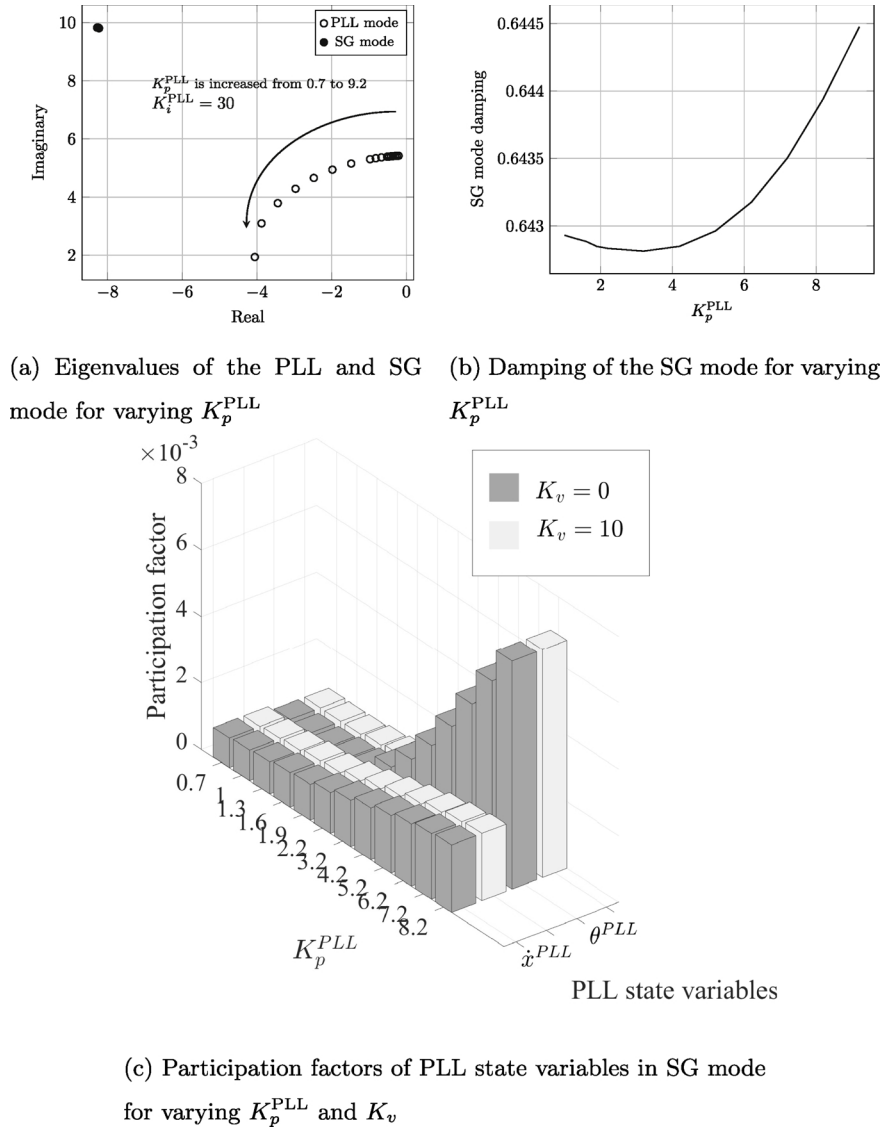 10
8
6
4
2
Imaginary
PLL mode
SG mode
K_p^PLL is increased from 0.7 to 9.2
K_i^PLL = 30
−8
−6
−4
−2
0
Real
0.6445
0.644
0.6435
0.643
SG mode damping
2
4
6
8
K_p^PLL
(a) Eigenvalues of the PLL and SG
mode for varying K_p^PLL
(b) Damping of the SG mode for varying
K_p^PLL
×10^-3
8
6
4
2
0
Participation factor
K_v = 0
K_v = 10
0.7
1
1.3
1.6
1.9
2.2
3.2
4.2
5.2
6.2
7.2
8.2
K_p^PLL
ẋ^PLL
θ^PLL
PLL state variables
(c) Participation factors of PLL state variables in SG mode
for varying K_p^PLL and K_v